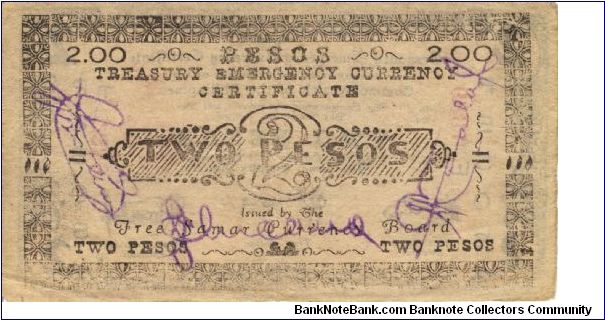 2.00 PESOS 2.00
TREASURY EMERGENCY CURRENCY
CERTIFICATE
TWO 2 PESOS
Issued by The
Free Samar Currency Board
TWO PESOS TWO PESOS
BankNoteBank.com Banknote Collectors Community